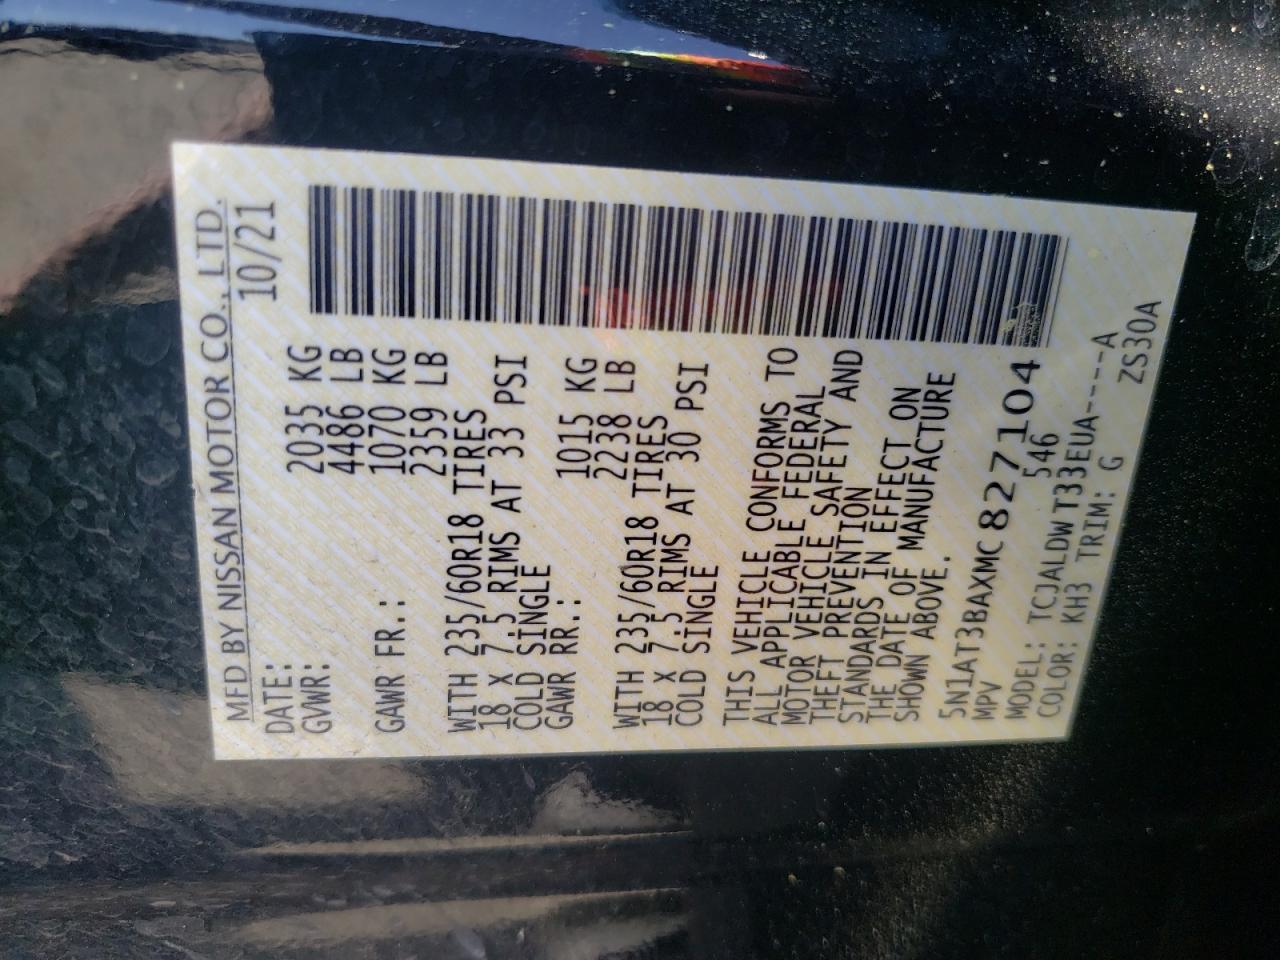 MFD BY NISSAN MOTOR CO., LTD.
DATE: 10/21
GVWR: 2035 KG
4486 LB
GAWR FR.: 1070 KG
2359 LB
WITH 235/60R18 TIRES
18 X 7.5 RIMS AT 33 PSI
COLD SINGLE
GAWR RR.: 1015 KG
2238 LB
WITH 235/60R18 TIRES
18 X 7.5 RIMS AT 30 PSI
COLD SINGLE
THIS VEHICLE CONFORMS TO
ALL APPLICABLE FEDERAL
MOTOR VEHICLE SAFETY AND
THEFT PREVENTION
STANDARDS IN EFFECT ON
THE DATE OF MANUFACTURE
SHOWN ABOVE.
5N1AT3BAXMC827104
MPV 546
MODEL: TCJALDWT33EUA-----A
COLOR: KH3 TRIM: G ZS30A